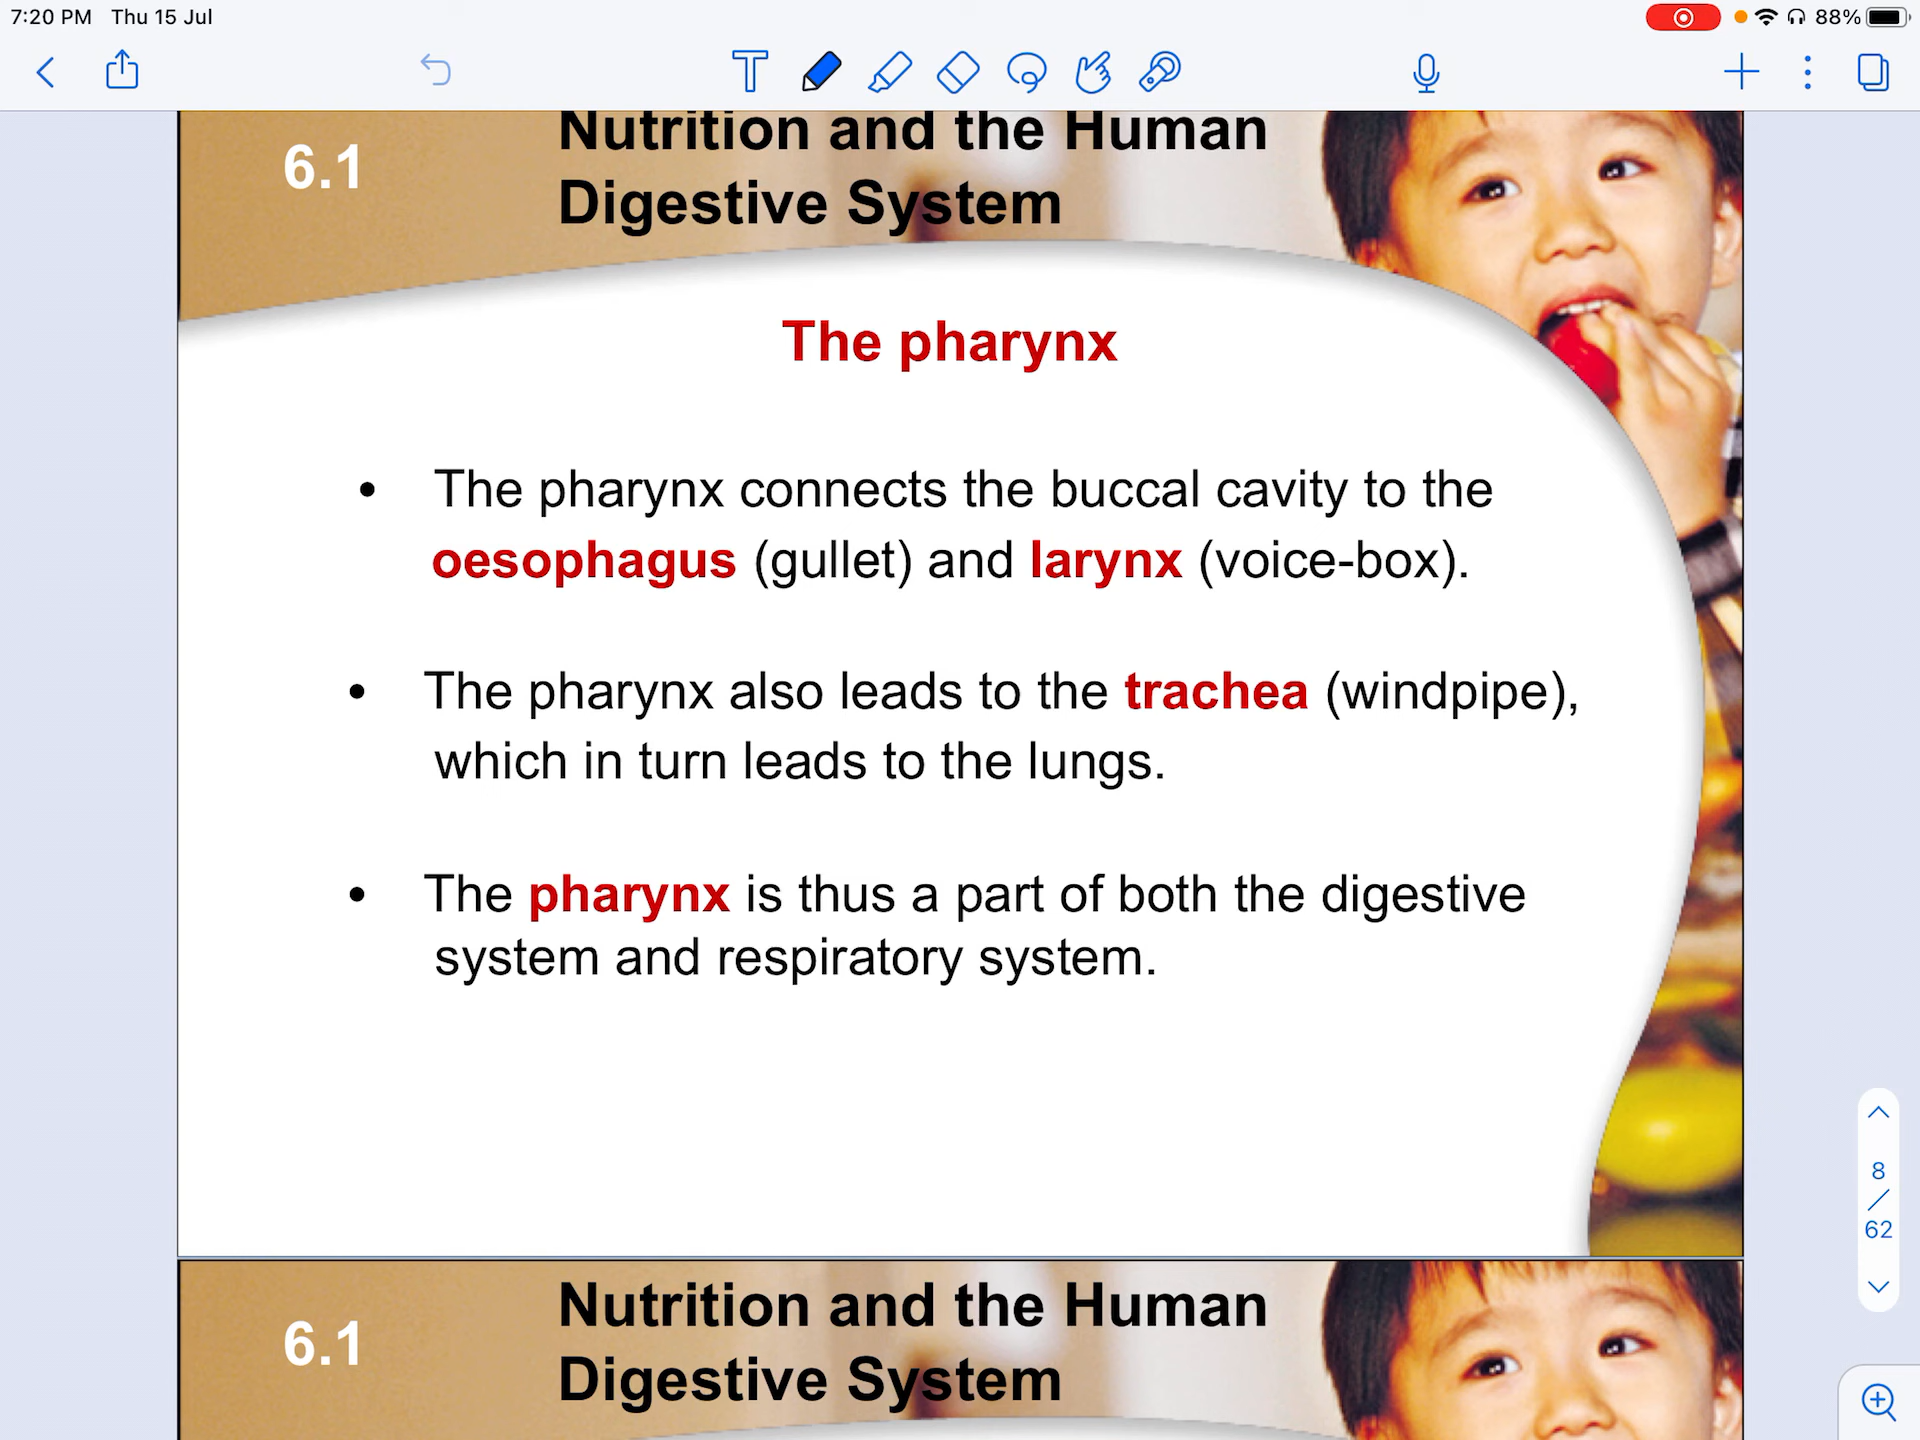 7:20 PM Thu 15 Jul
88%
6.1
Nutrition and the Human
Digestive System
The pharynx
• The pharynx connects the buccal cavity to the
oesophagus (gullet) and larynx (voice-box).
• The pharynx also leads to the trachea (windpipe),
which in turn leads to the lungs.
• The pharynx is thus a part of both the digestive
system and respiratory system.
8
/
62
6.1
Nutrition and the Human
Digestive System